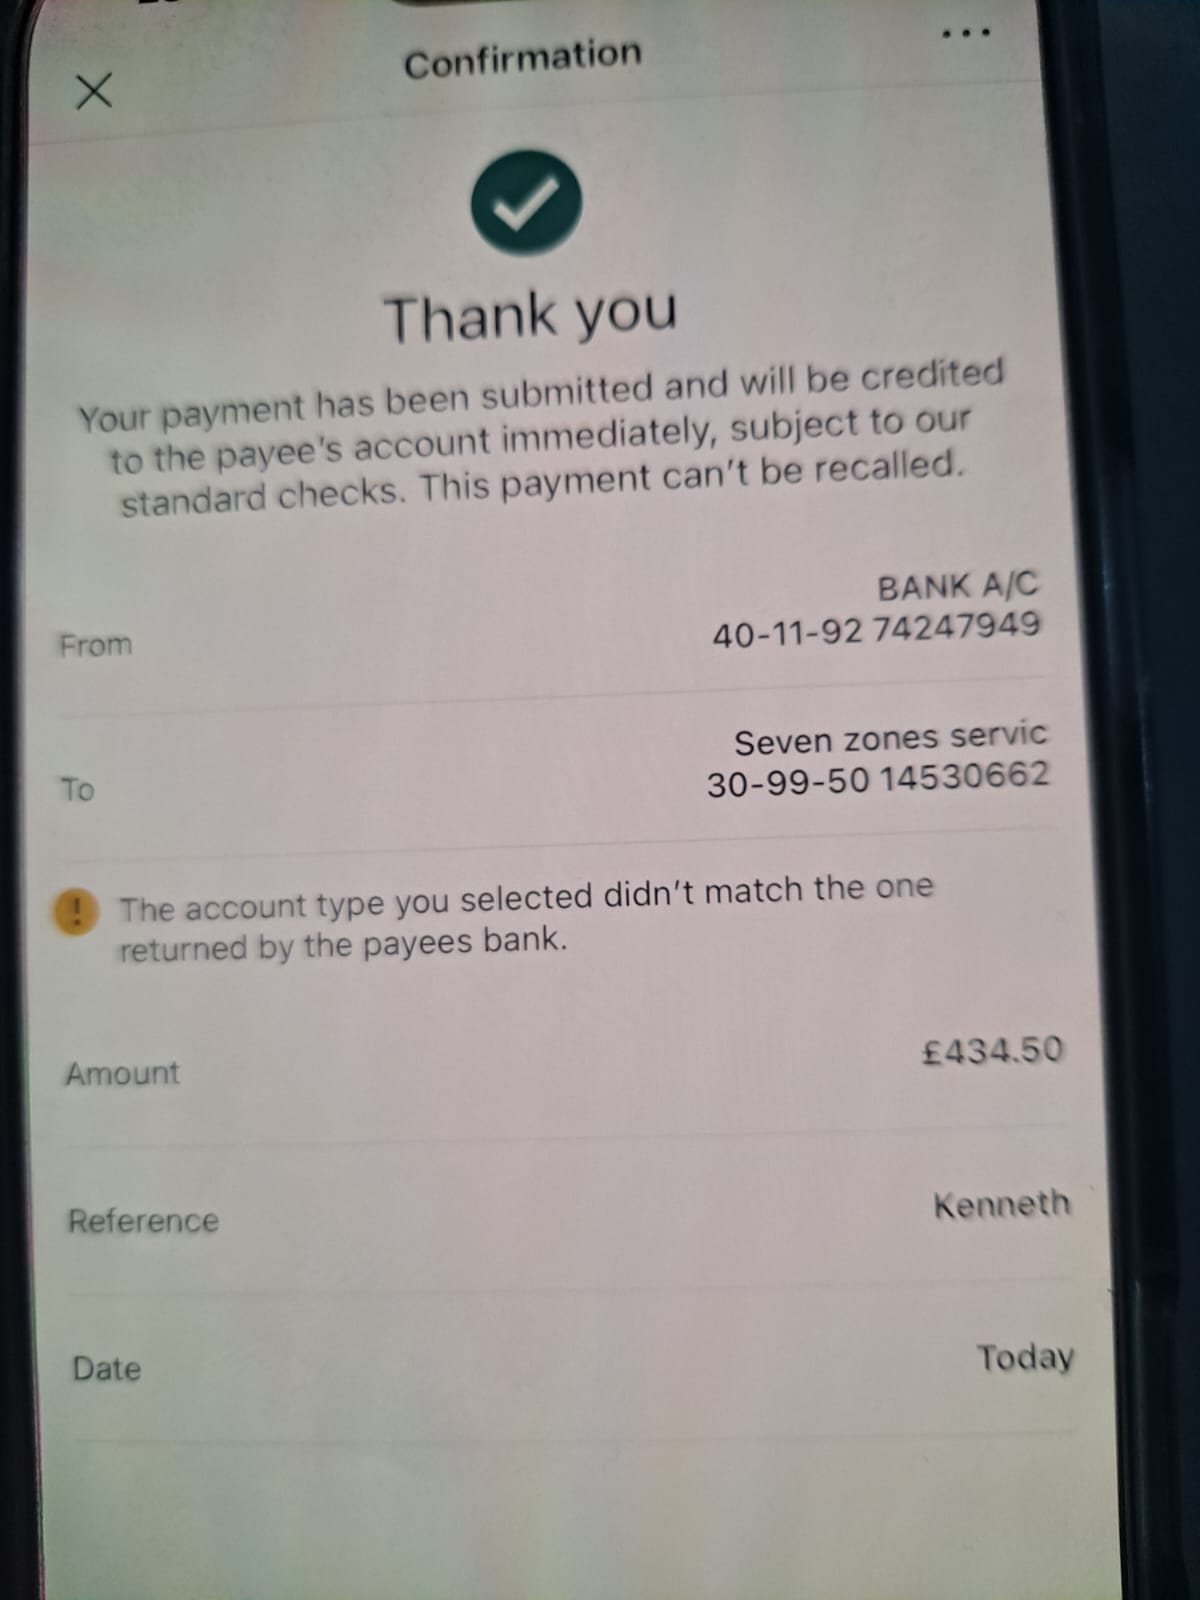 Confirmation
Thank you
Your payment has been submitted and will be credited
to the payee's account immediately, subject to our
standard checks. This payment can't be recalled.
From
BANK A/C
40-11-92 74247949
To
Seven zones servic
30-99-50 14530662
! The account type you selected didn't match the one
returned by the payees bank.
Amount
£434.50
Reference
Kenneth
Date
Today